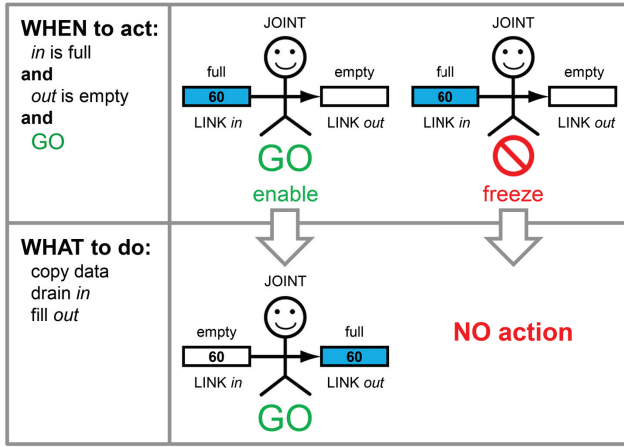 WHEN to act:
in is full
and
out is empty
and
GO
JOINT
full
empty
60
LINK in
LINK out
GO
enable
JOINT
full
empty
60
LINK in
LINK out
freeze
WHAT to do:
copy data
drain in
fill out
JOINT
empty
full
60
60
LINK in
LINK out
GO
NO action